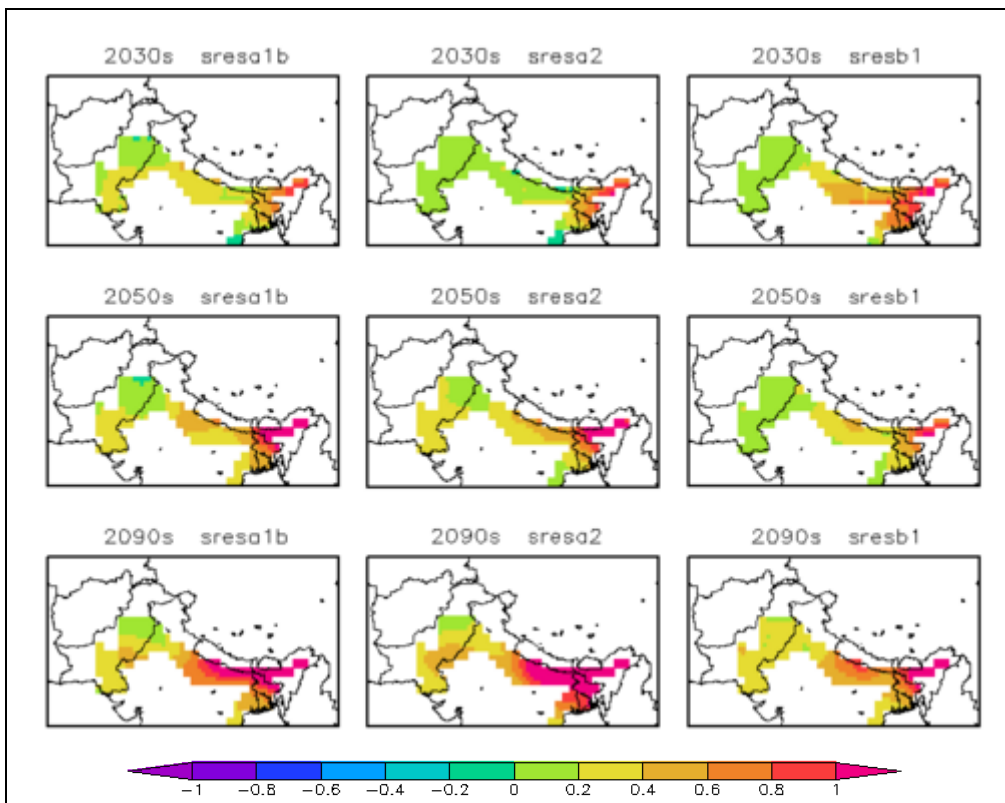 2030s sresa1b
2030s sresa2
2030s sresb1
2050s sresa1b
2050s sresa2
2050s sresb1
2090s sresa1b
2090s sresa2
2090s sresb1
-1 -0.8 -0.6 -0.4 -0.2 0 0.2 0.4 0.6 0.8 1